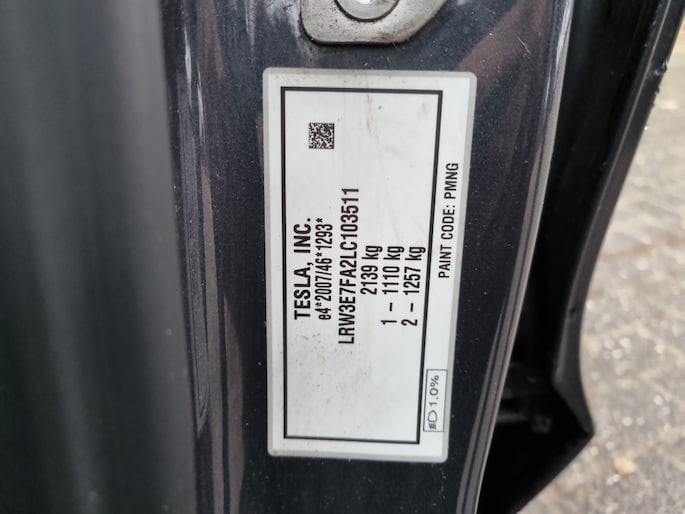 TESLA, INC.
e4*2007/46*1293*
LRW3E7FA2LC103511
2139 kg
1 – 1110 kg
2 – 1257 kg
PAINT CODE: PMNG
1.0%